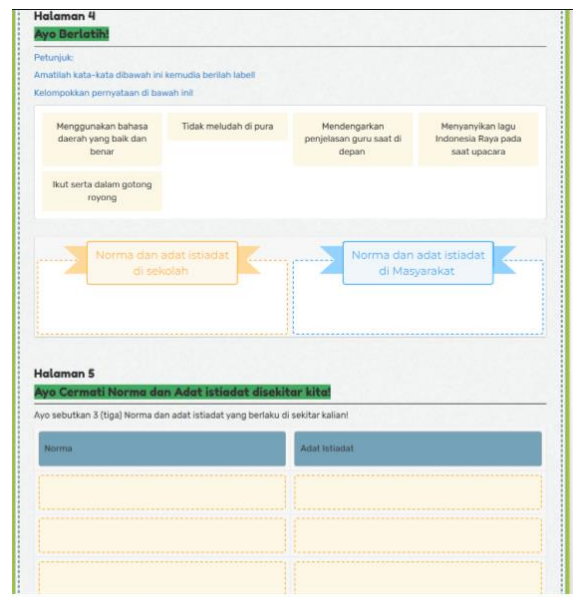 Halaman 4
Ayo Berlatih!
Petunjuk:
Amatilah kata-kata dibawah ini kemudia berilah label!
Kelompokkan pernyataan di bawah ini!
Menggunakan bahasa
daerah yang baik dan
benar
Tidak meludah di pura
Mendengarkan
penjelasan guru saat di
depan
Menyanyikan lagu
Indonesia Raya pada
saat upacara
Ikut serta dalam gotong
royong
Norma dan adat istiadat
di sekolah
Norma dan adat istiadat
di Masyarakat
Halaman 5
Ayo Cermati Norma dan Adat istiadat disekitar kita!
Ayo sebutkan 3 (tiga) Norma dan adat istiadat yang berlaku di sekitar kalian!
Norma
Adat Istiadat